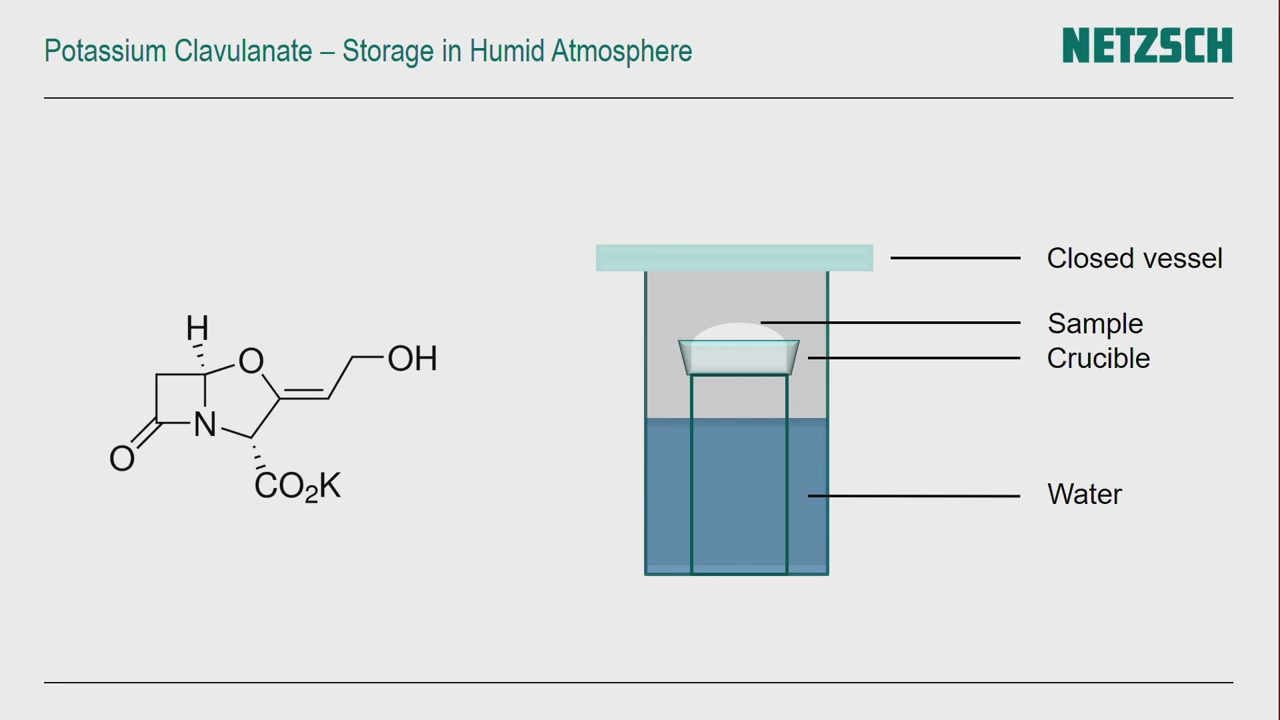 Potassium Clavulanate – Storage in Humid Atmosphere
NETZSCH
H
O
OH
N
O
CO₂K
Closed vessel
Sample
Crucible
Water